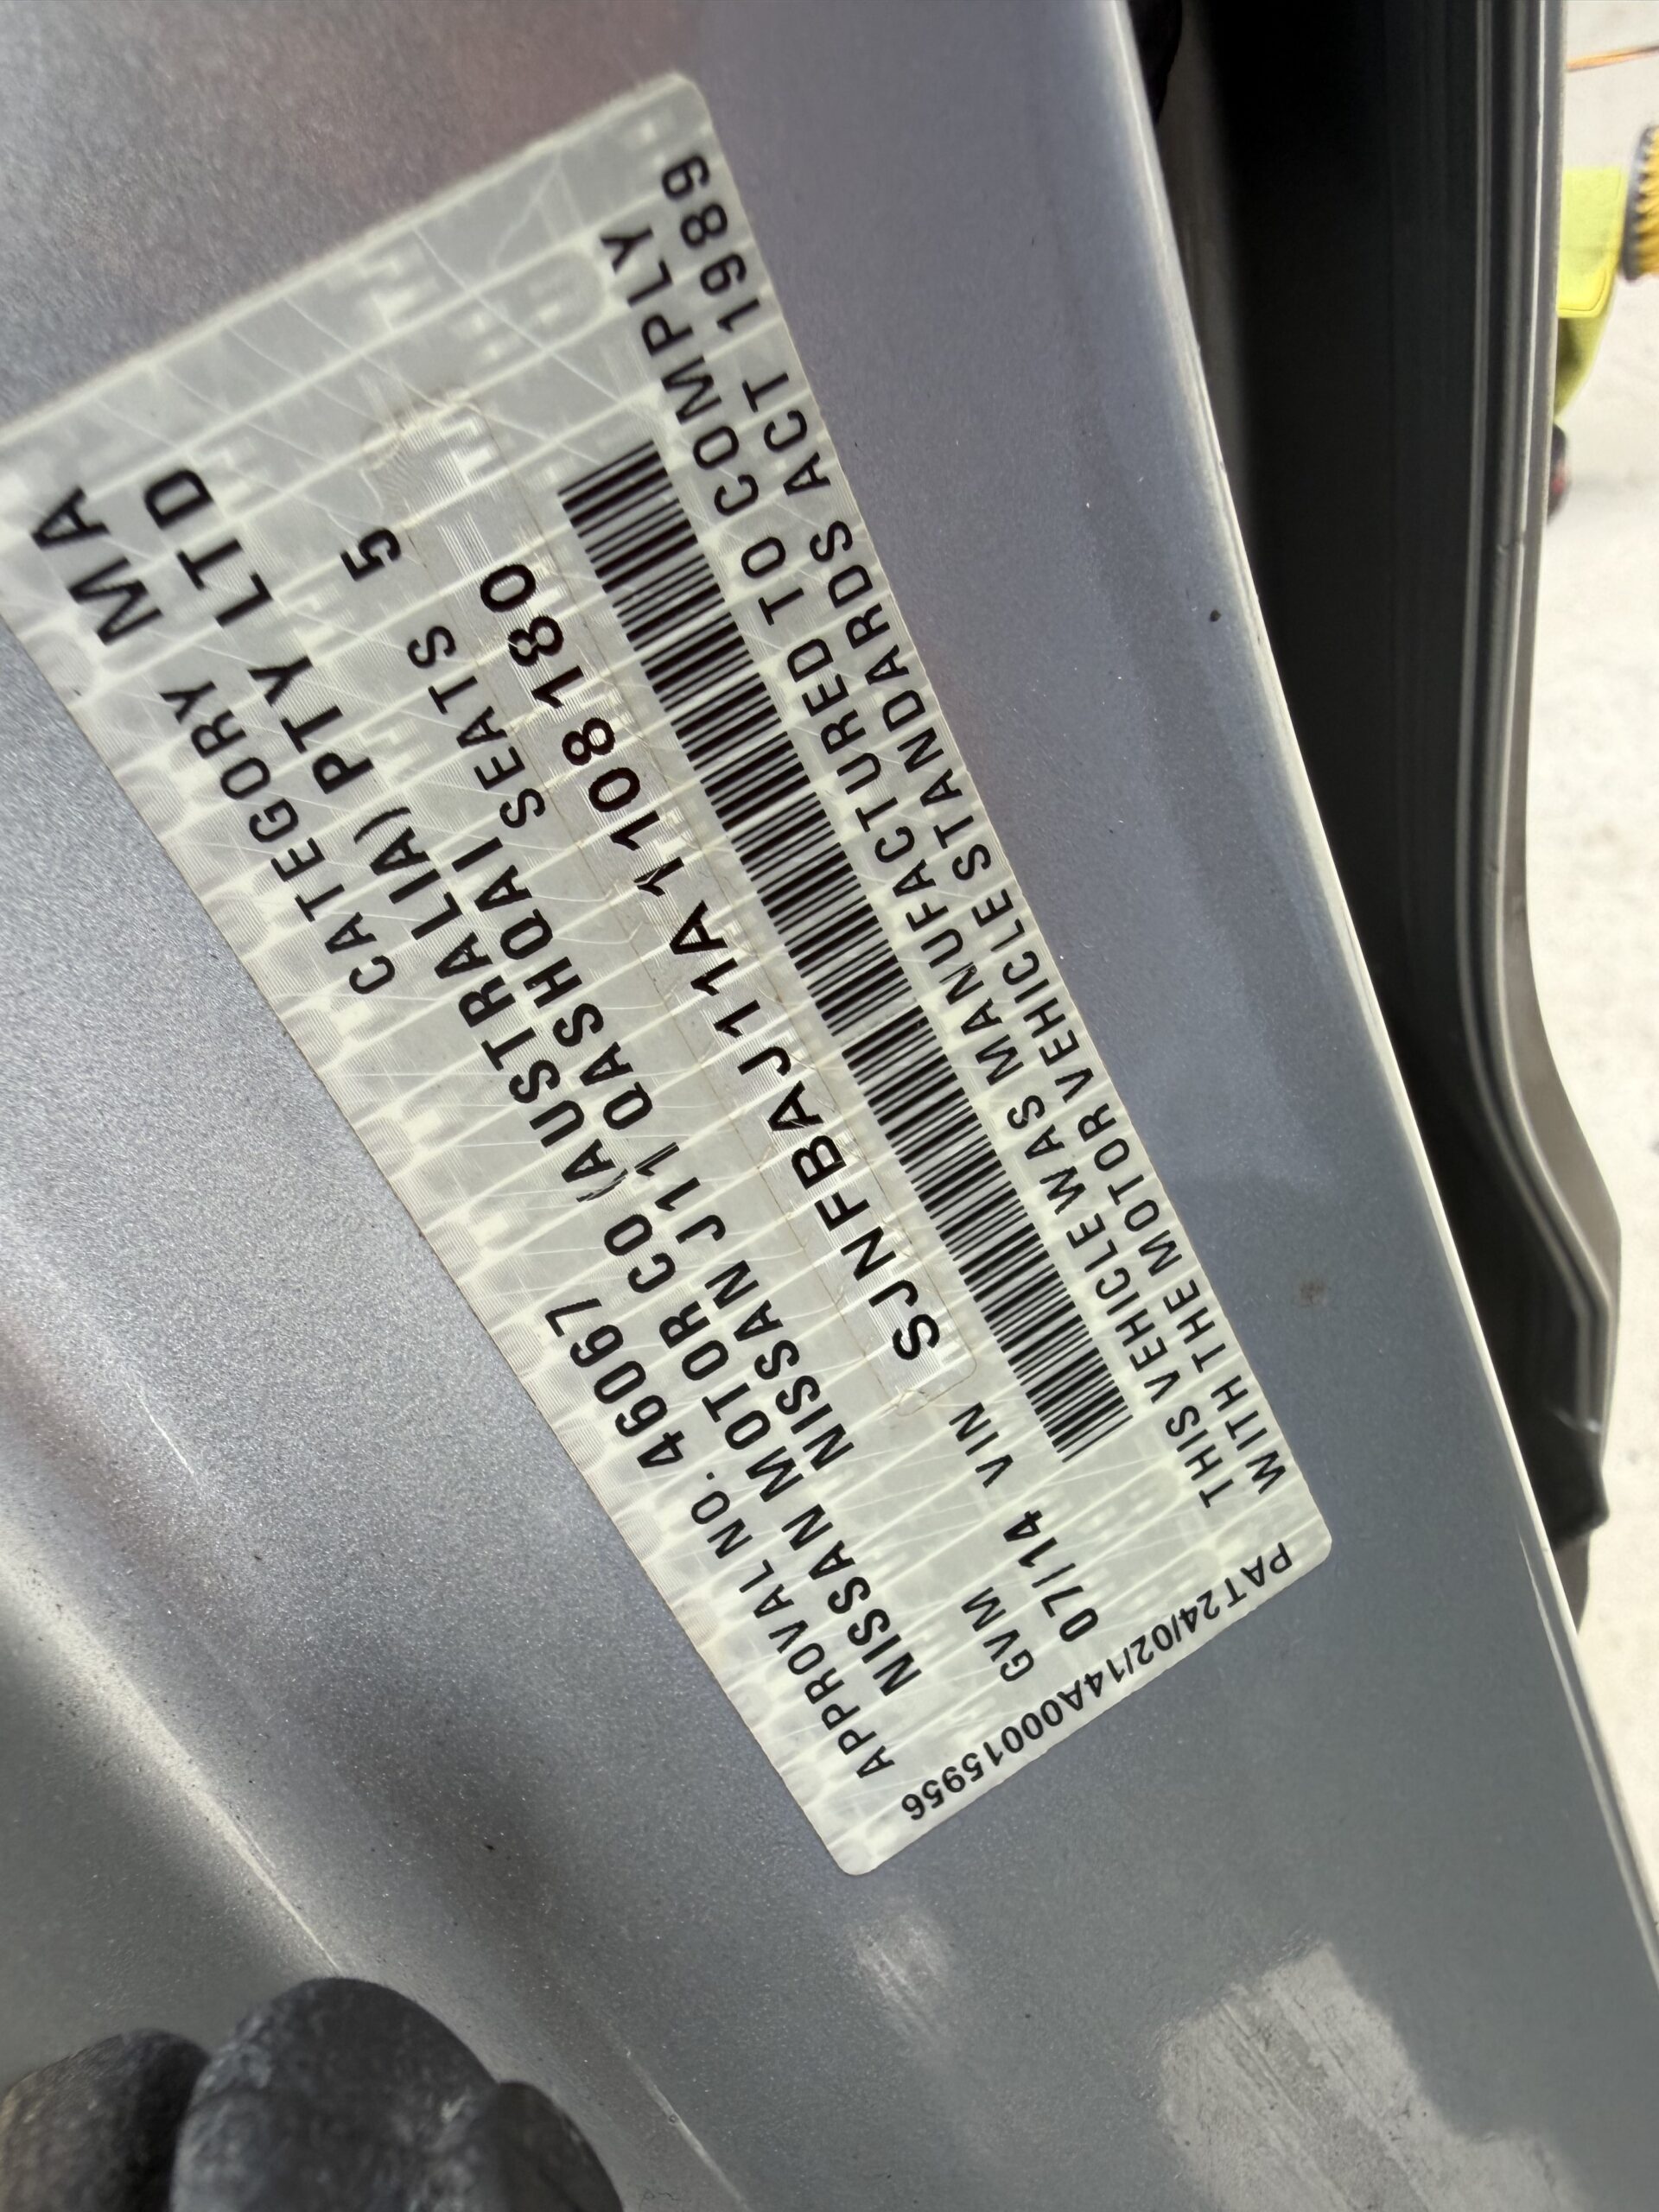 APPROVAL NO. 46067 CATEGORY MA
NISSAN MOTOR CO (AUSTRALIA) PTY LTD
NISSAN J11 QASHQAI SEATS 5
GVM
07/14 VIN SJNFBAJ11A1108180
THIS VEHICLE WAS MANUFACTURED TO COMPLY
WITH THE MOTOR VEHICLE STANDARDS ACT 1989
PAT24/02/14A00015956